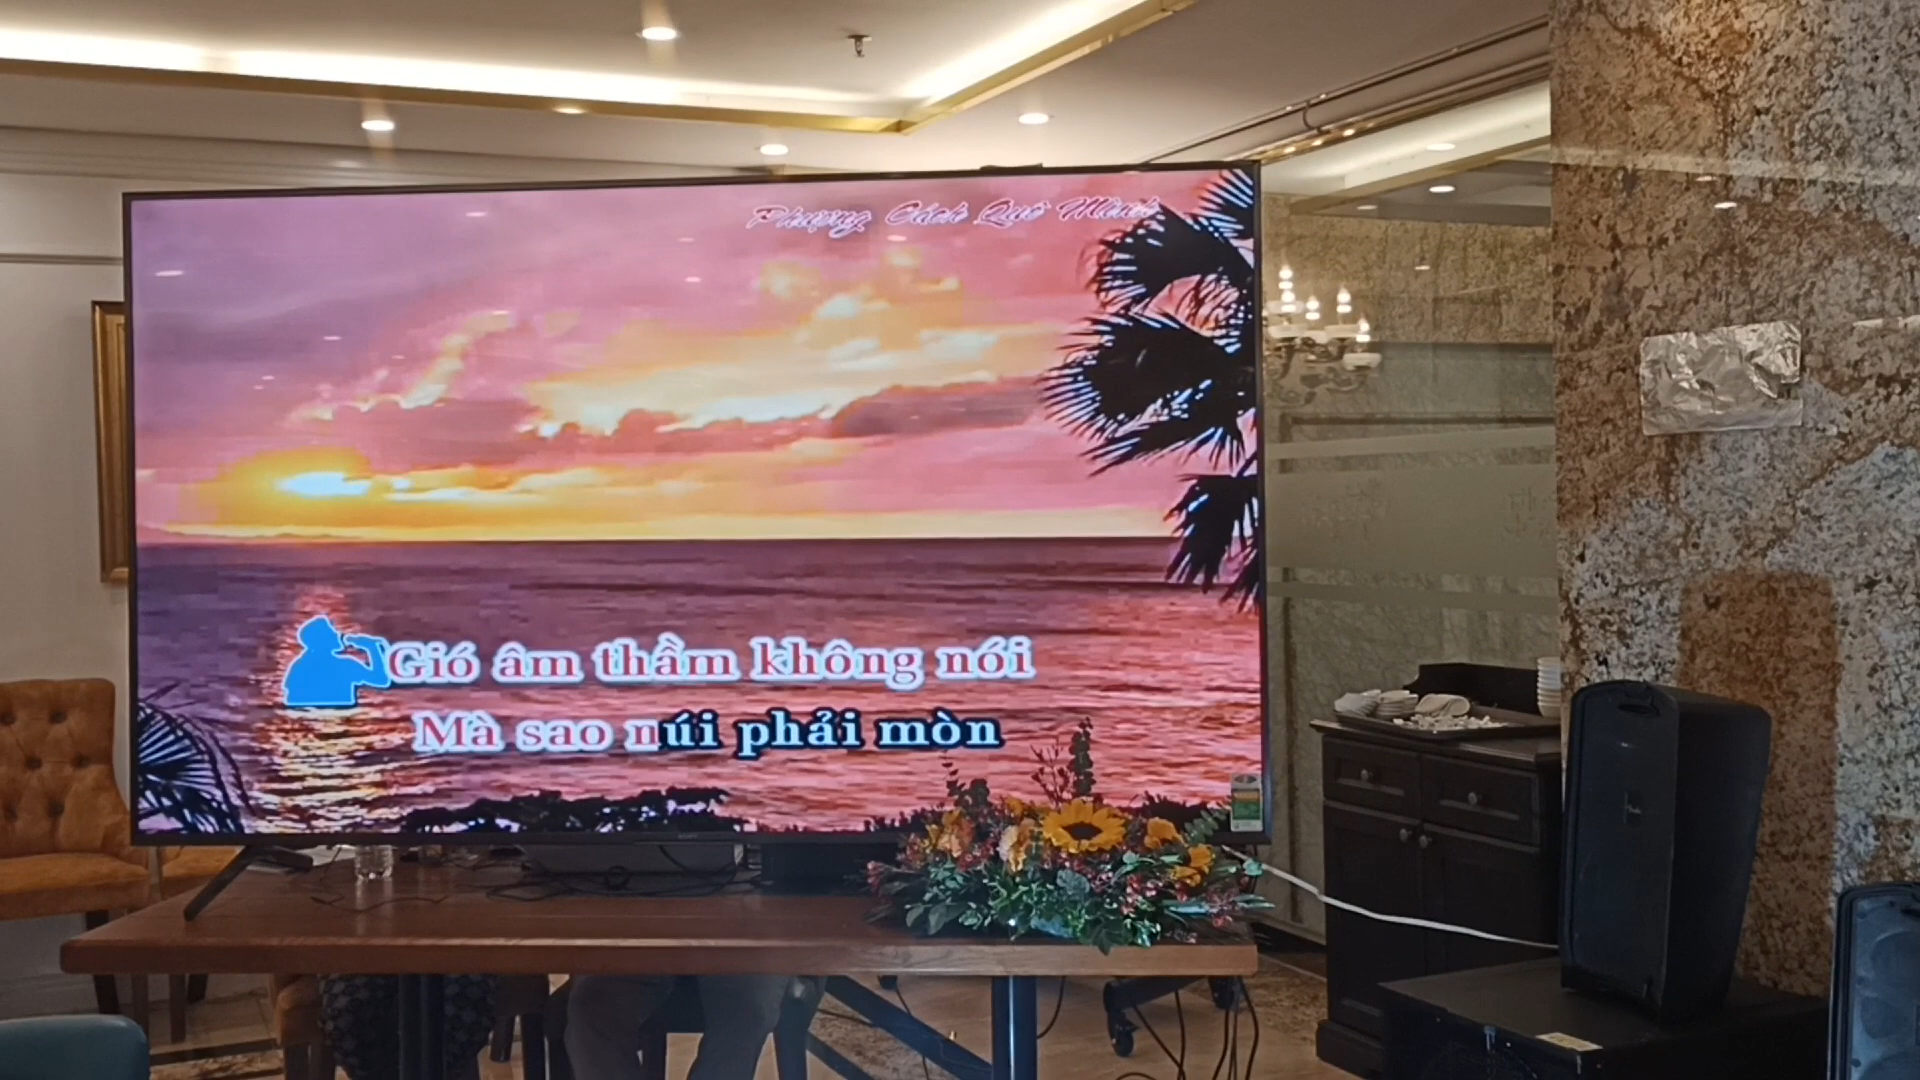 Phượng Cách Quê Mình
Gió âm thầm không nói
Mà sao núi phải mòn